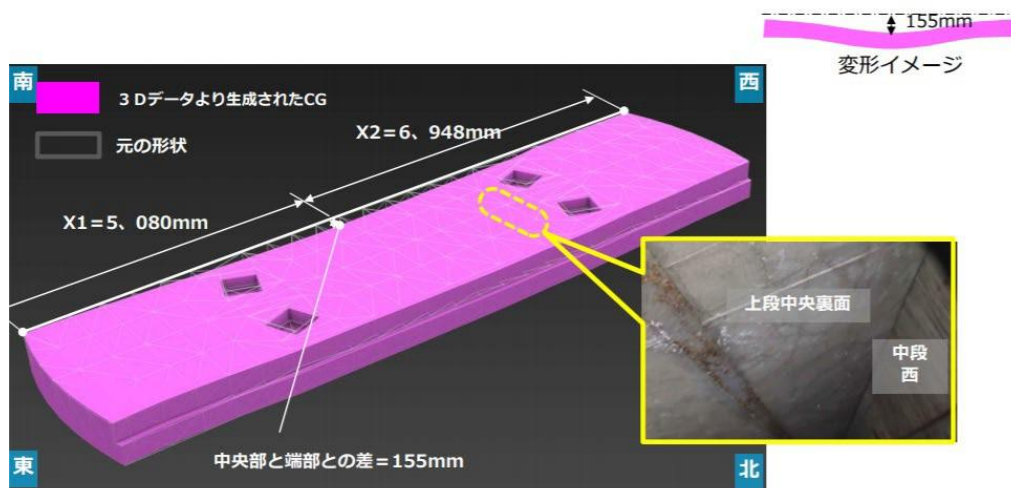 155mm
変形イメージ
南
西
３Dデータより生成されたCG
元の形状
X2＝6、948mm
X1＝5、080mm
上段中央裏面
中段
西
中央部と端部との差＝155mm
東
北